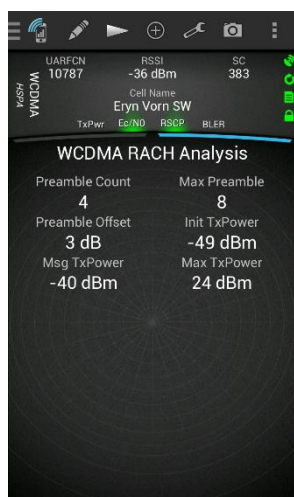 UARFCN RSSI SC
10787 -36 dBm 383
WCDMA
HSPA
Cell Name
Eryn Vorn SW
TxPwr Ec/N0 RSCP BLER
WCDMA RACH Analysis
Preamble Count Max Preamble
4 8
Preamble Offset Init TxPower
3 dB -49 dBm
Msg TxPower Max TxPower
-40 dBm 24 dBm